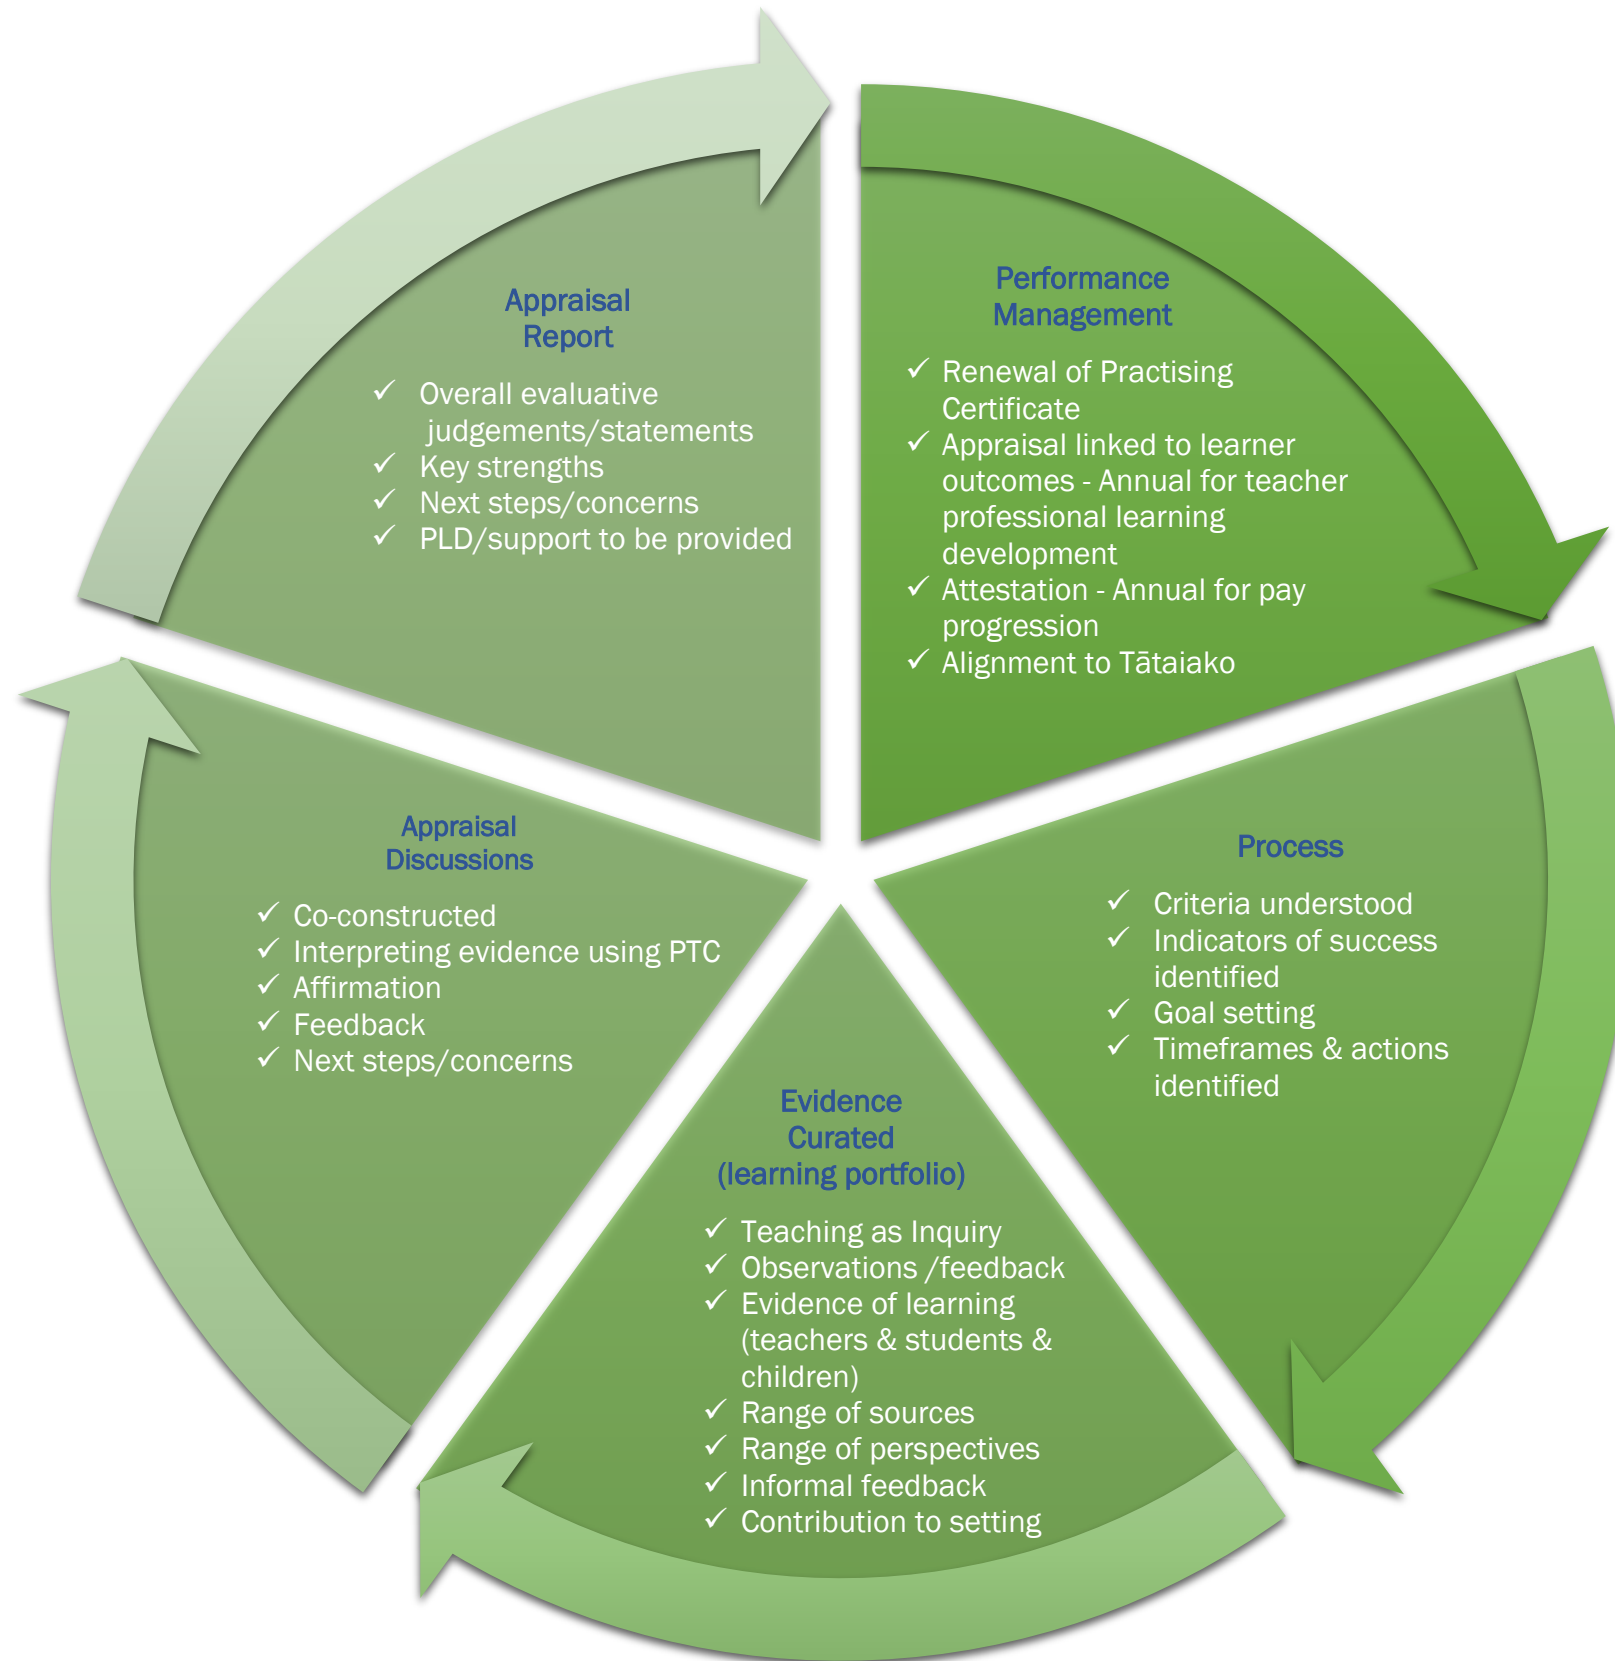 Performance
Management
✓ Renewal of Practising
Certificate
✓ Appraisal linked to learner
outcomes - Annual for teacher
professional learning
development
✓ Attestation - Annual for pay
progression
✓ Alignment to Tātaiako
Process
✓ Criteria understood
✓ Indicators of success
identified
✓ Goal setting
✓ Timeframes & actions
identified
Evidence
Curated
(learning portfolio)
✓ Teaching as Inquiry
✓ Observations /feedback
✓ Evidence of learning
(teachers & students &
children)
✓ Range of sources
✓ Range of perspectives
✓ Informal feedback
✓ Contribution to setting
Appraisal
Discussions
✓ Co-constructed
✓ Interpreting evidence using PTC
✓ Affirmation
✓ Feedback
✓ Next steps/concerns
Appraisal
Report
✓ Overall evaluative
judgements/statements
✓ Key strengths
✓ Next steps/concerns
✓ PLD/support to be provided